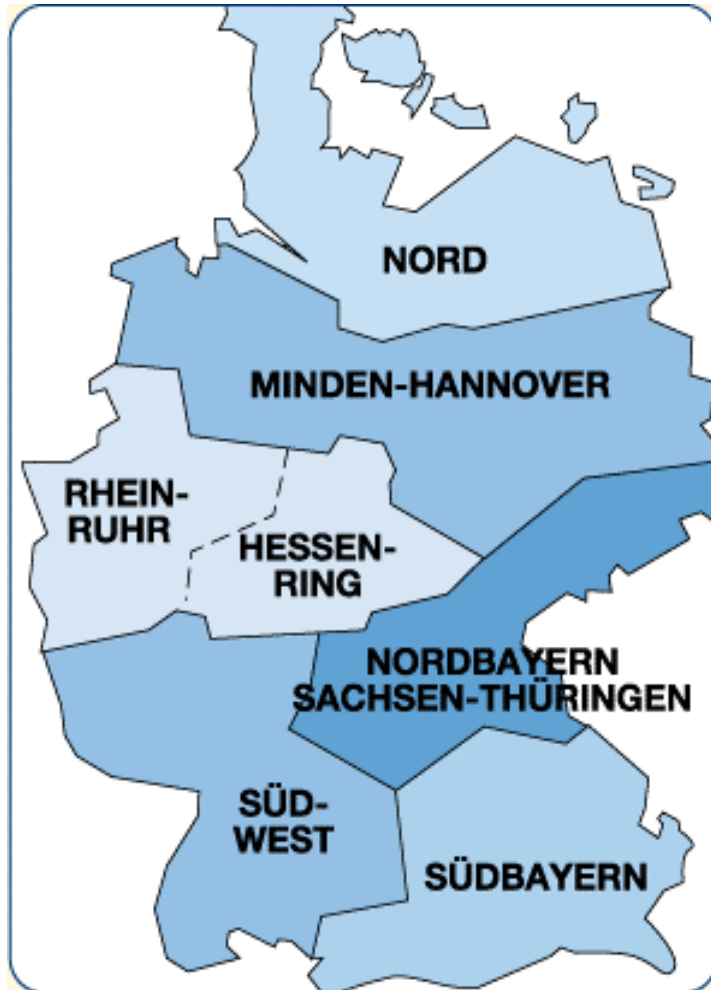 NORD
MINDEN-HANNOVER
RHEIN-
RUHR
HESSEN-
RING
NORDBAYERN
SACHSEN-THÜRINGEN
SÜD-
WEST
SÜDBAYERN